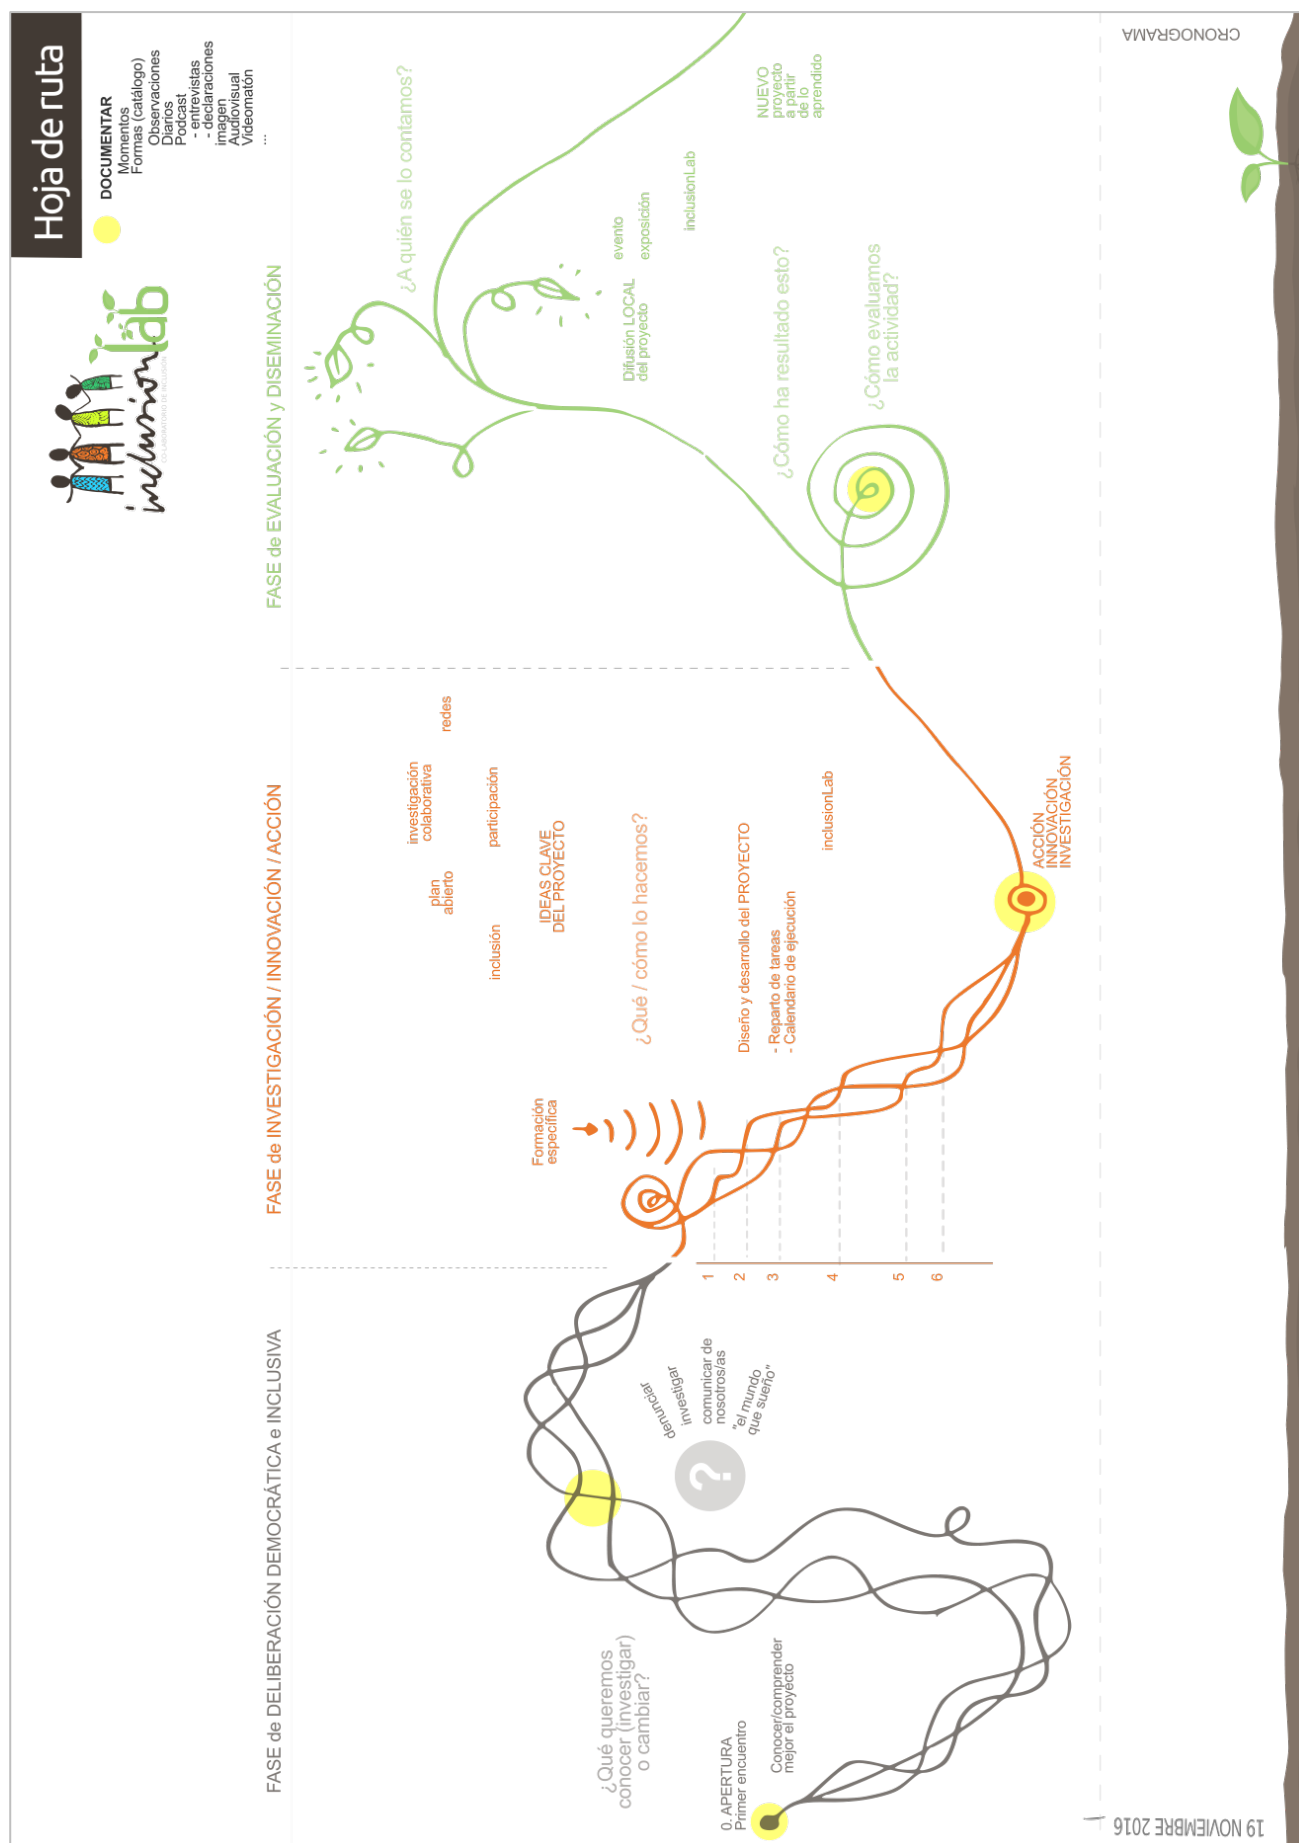 Hoja de ruta
DOCUMENTAR
Momentos
Formas (catálogo)
Observaciones
Diarios
Podcast
- entrevistas
- declaraciones
imagen
Audiovisual
Videomatón
...
inclusion
lab
CO-LABORATORIO DE INCLUSIÓN
FASE de DELIBERACIÓN DEMOCRÁTICA e INCLUSIVA
¿Qué queremos
conocer (investigar)
o cambiar?
0. APERTURA
Primer encuentro
Conocer/comprender
mejor el proyecto
?
denunciar
investigar
comunicar de
nosotros/as
"el mundo
que sueño"
FASE de INVESTIGACIÓN / INNOVACIÓN / ACCIÓN
Formación
específica
inclusión
plan
abierto
investigación
colaborativa
participación
redes
IDEAS CLAVE
DEL PROYECTO
¿Qué / cómo lo hacemos?
Diseño y desarrollo del PROYECTO
- Reparto de tareas
- Calendario de ejecución
inclusionLab
1
2
3
4
5
6
ACCIÓN
INNOVACIÓN
INVESTIGACIÓN
FASE de EVALUACIÓN y DISEMINACIÓN
¿Cómo ha resultado esto?
¿Cómo evaluamos
la actividad?
Difusión LOCAL
del proyecto
evento
exposición
inclusionLab
¿A quién se lo contamos?
NUEVO
proyecto
a partir
de lo
aprendido
19 NOVIEMBRE 2016
CRONOGRAMA